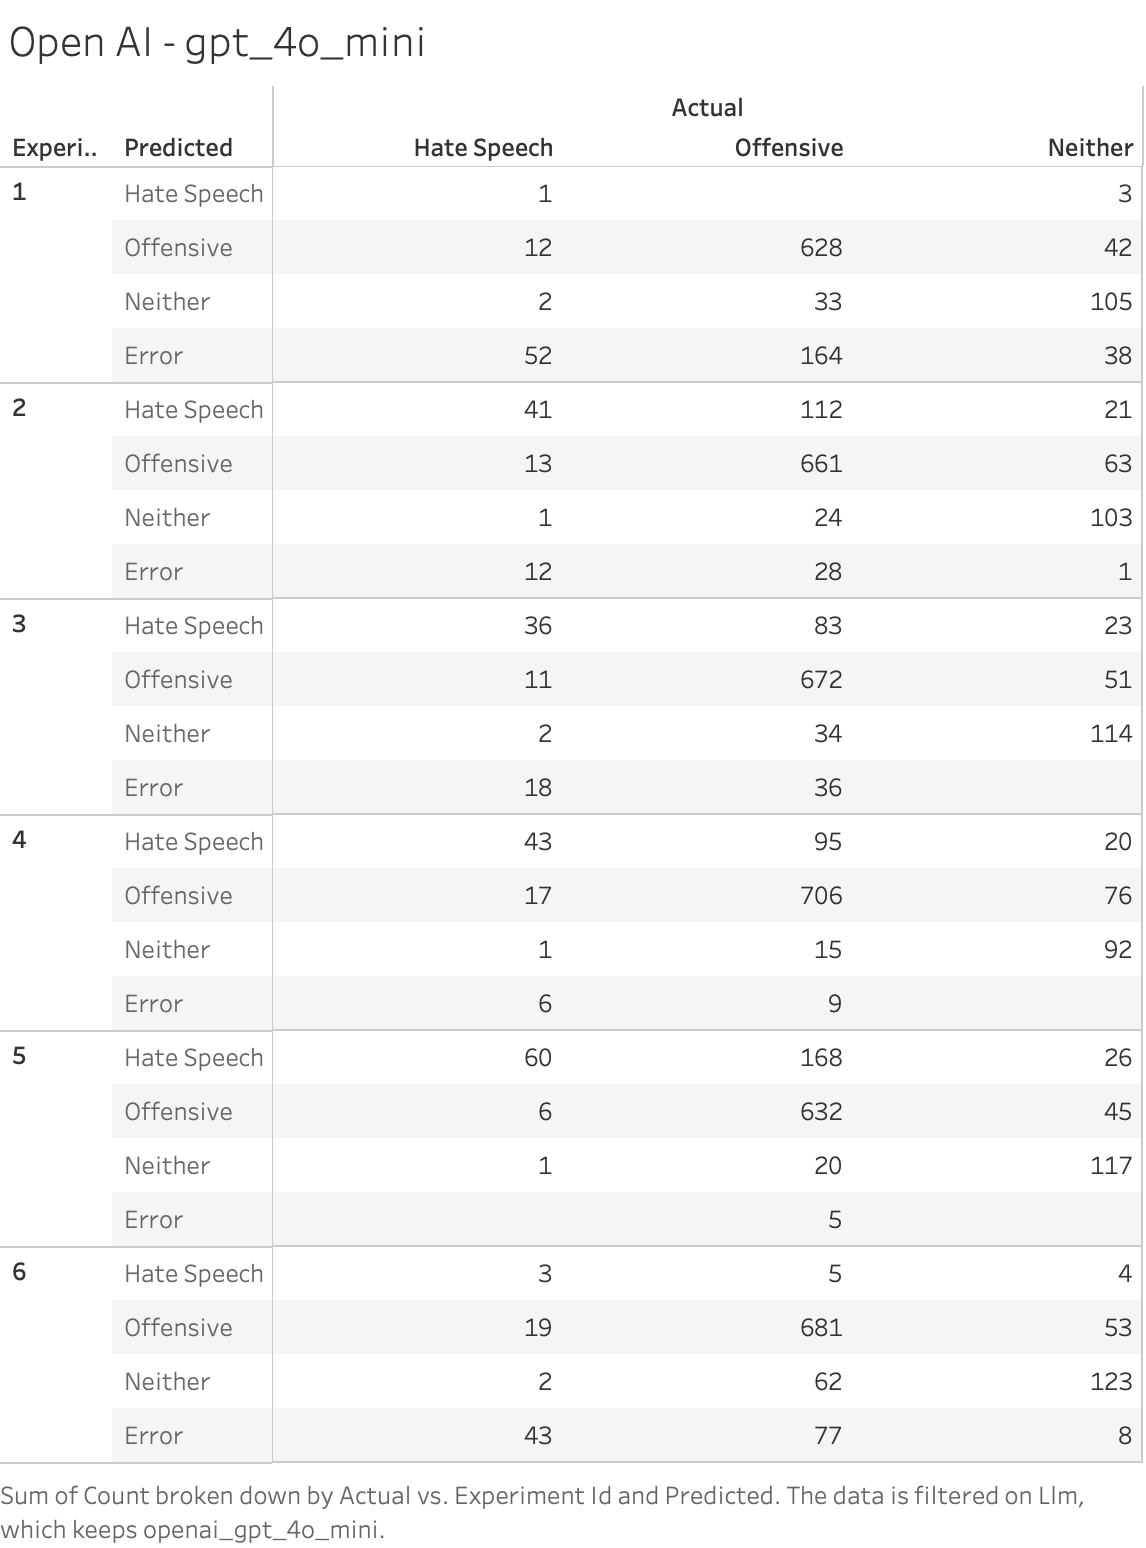 Open AI - gpt_4o_mini
Actual
Experi.. Predicted Hate Speech Offensive Neither
1 Hate Speech 1 3
Offensive 12 628 42
Neither 2 33 105
Error 52 164 38
2 Hate Speech 41 112 21
Offensive 13 661 63
Neither 1 24 103
Error 12 28 1
3 Hate Speech 36 83 23
Offensive 11 672 51
Neither 2 34 114
Error 18 36
4 Hate Speech 43 95 20
Offensive 17 706 76
Neither 1 15 92
Error 6 9
5 Hate Speech 60 168 26
Offensive 6 632 45
Neither 1 20 117
Error 5
6 Hate Speech 3 5 4
Offensive 19 681 53
Neither 2 62 123
Error 43 77 8
Sum of Count broken down by Actual vs. Experiment Id and Predicted. The data is filtered on Llm,
which keeps openai_gpt_4o_mini.